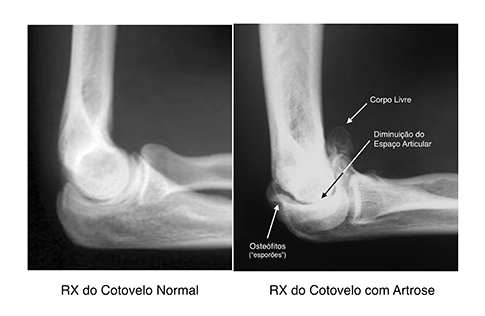 Corpo Livre
Diminuição do
Espaço Articular
Osteófitos
("esporões")
RX do Cotovelo Normal
RX do Cotovelo com Artrose